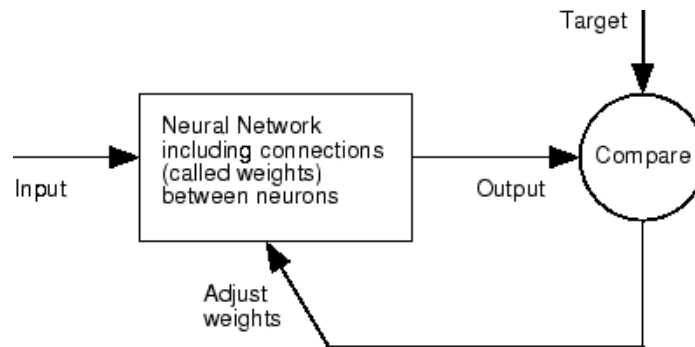 Target
Neural Network
including connections
(called weights)
between neurons
Compare
Input
Output
Adjust
weights